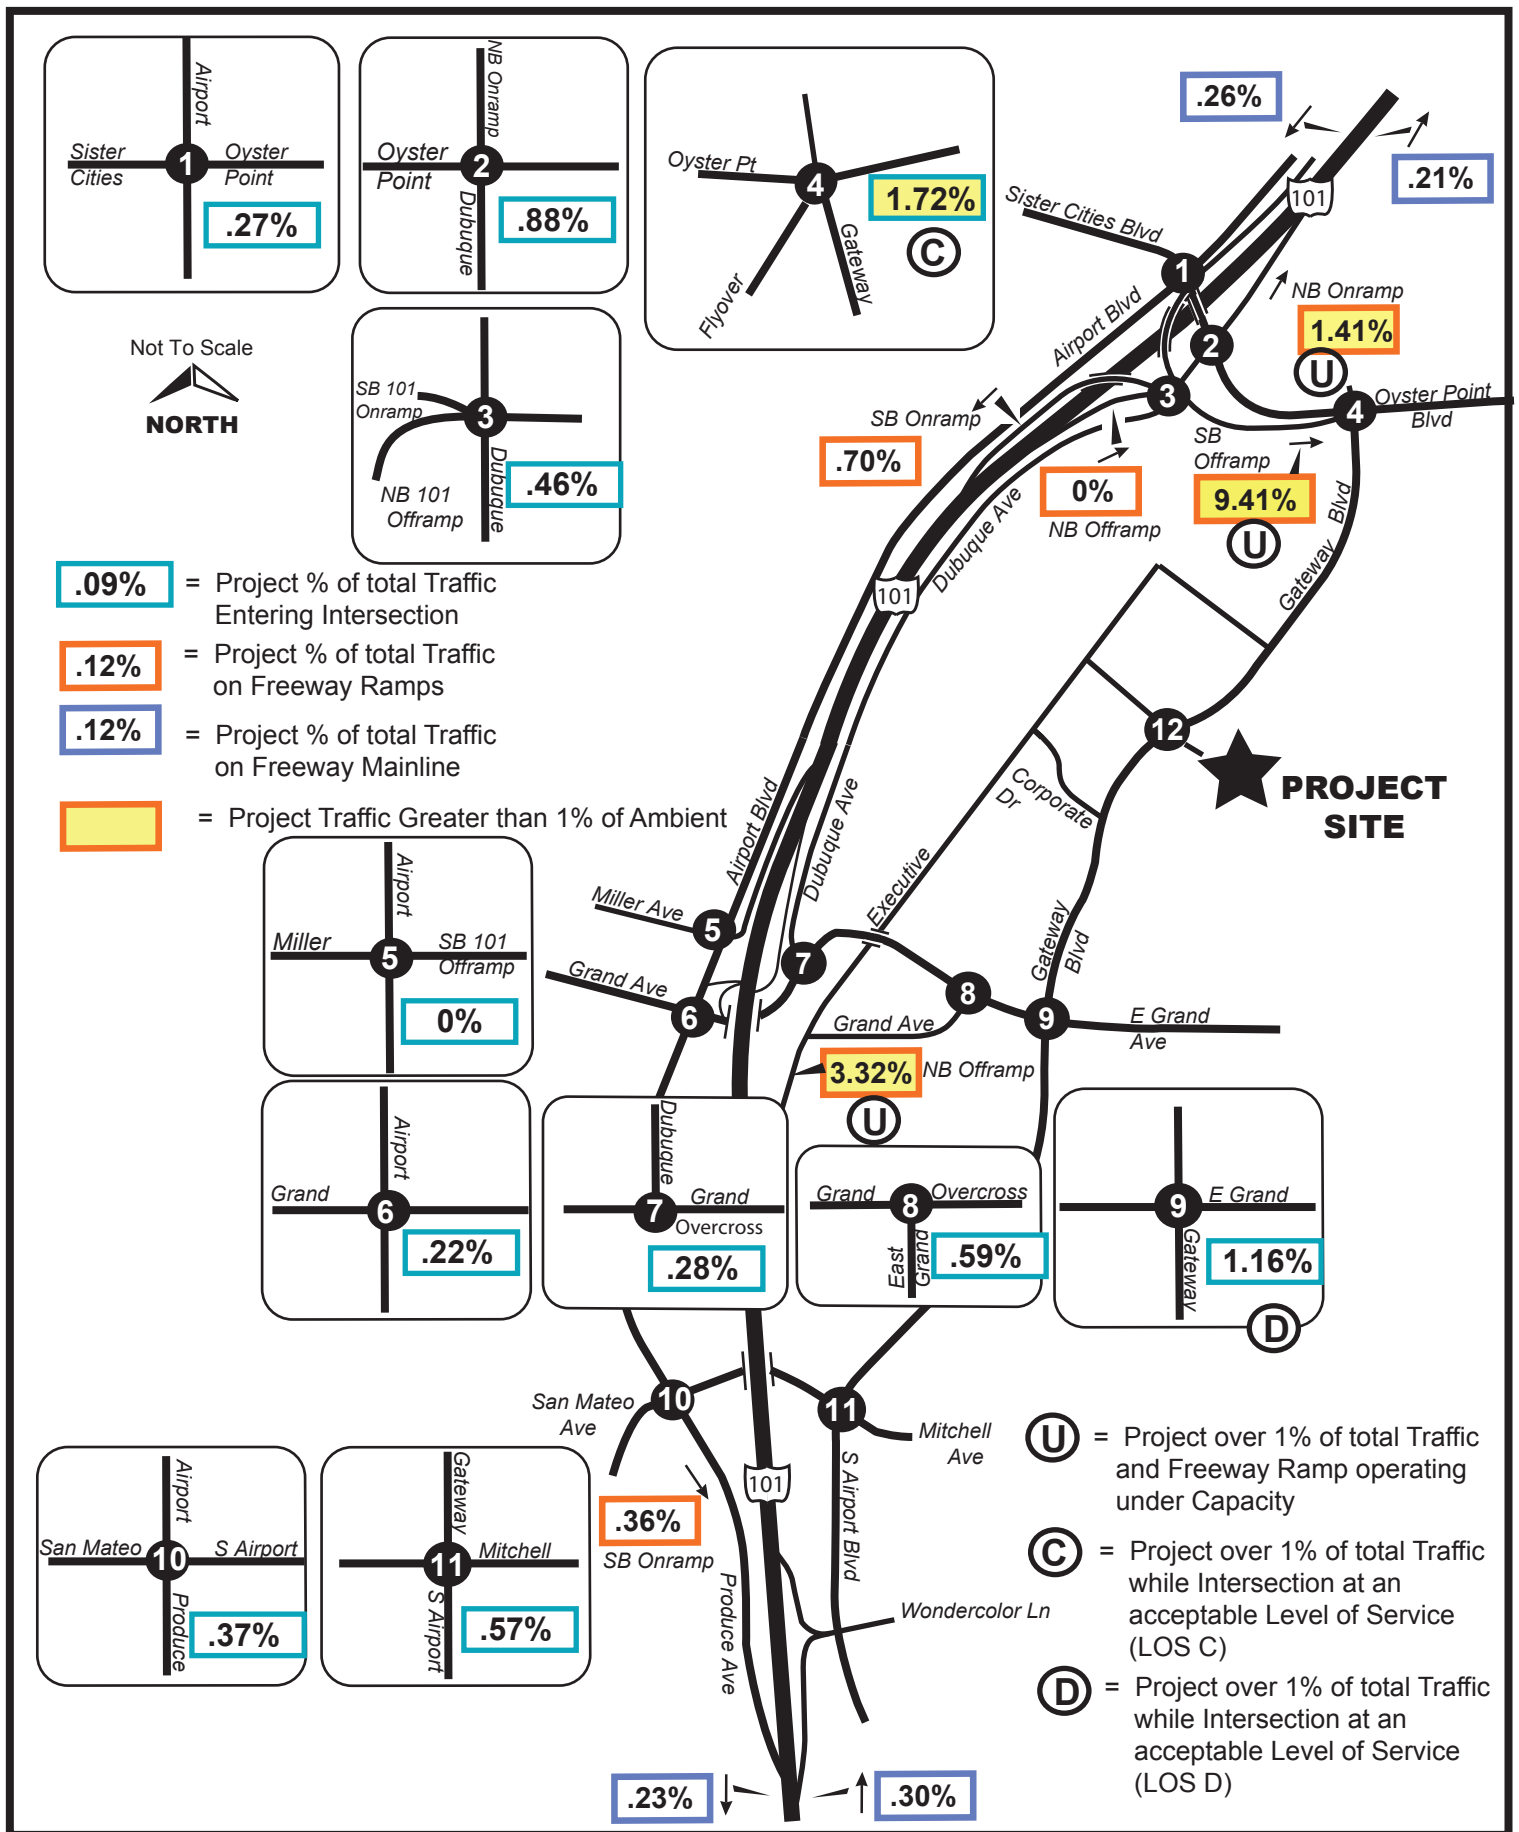 Airport
Sister
Cities
1
Oyster
Point
.27%
NB Onramp
Oyster
Point
2
Dubuque
.88%
Oyster Pt
4
1.72%
C
Gateway
Flyover
.26%
.21%
101
Sister Cities Blvd
1
Airport Blvd
NB Onramp
1.41%
U
2
3
4
Oyster Point
Blvd
SB Onramp
.70%
SB
Offramp
0%
NB Offramp
9.41%
U
Dubuque Ave
Gateway Blvd
101
Not To Scale
NORTH
SB 101
Onramp
3
NB 101
Offramp
Dubuque
.46%
.09%
= Project % of total Traffic
Entering Intersection
.12%
= Project % of total Traffic
on Freeway Ramps
.12%
= Project % of total Traffic
on Freeway Mainline
= Project Traffic Greater than 1% of Ambient
12
PROJECT
SITE
Corporate
Dr
Airport Blvd
Dubuque Ave
Executive
Gateway
Blvd
Miller Ave
5
Grand Ave
6
7
8
9
Grand Ave
E Grand
Ave
3.32%
NB Offramp
U
Airport
Miller
5
SB 101
Offramp
0%
Airport
Grand
6
.22%
Dubuque
7
Grand
Overcross
.28%
Grand
8
Overcross
East
Grand
.59%
9
E Grand
Gateway
1.16%
D
San Mateo
Ave
10
11
Mitchell
Ave
101
S Airport Blvd
.36%
SB Onramp
Produce Ave
Wondercolor Ln
Airport
San Mateo
10
S Airport
Produce
.37%
Gateway
11
Mitchell
S Airport
.57%
U
= Project over 1% of total Traffic
and Freeway Ramp operating
under Capacity
C
= Project over 1% of total Traffic
while Intersection at an
acceptable Level of Service
(LOS C)
D
= Project over 1% of total Traffic
while Intersection at an
acceptable Level of Service
(LOS D)
.23%
.30%